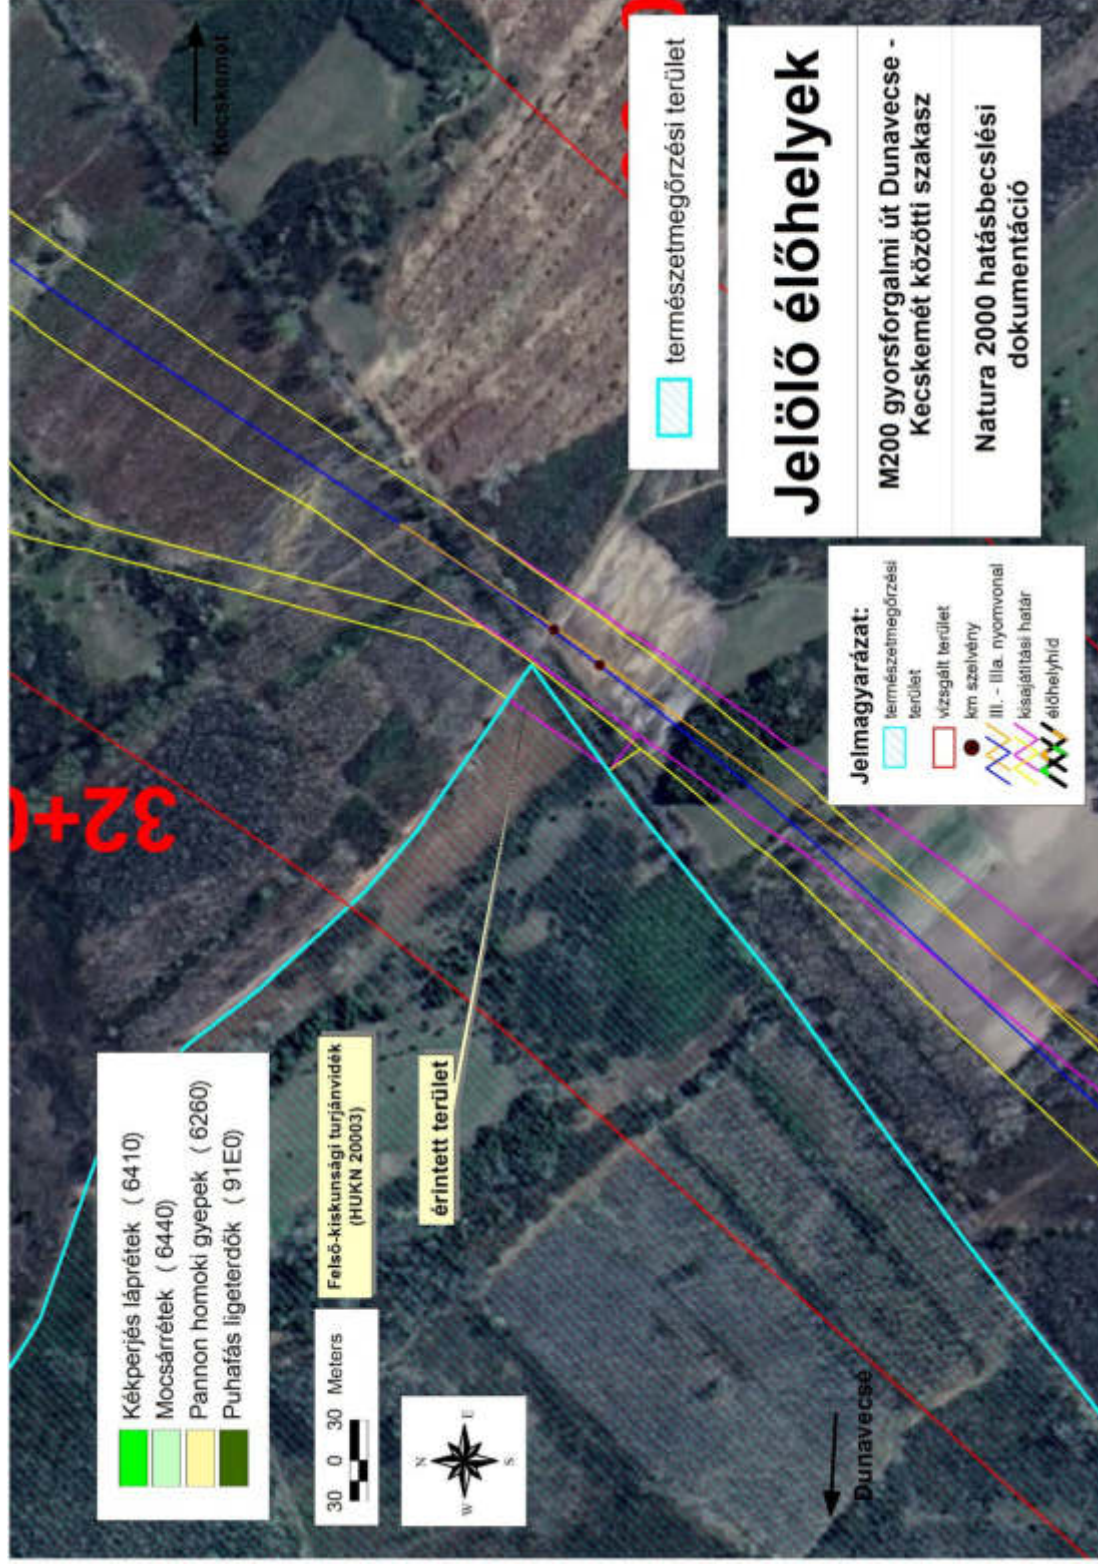 Kékperjés láprétek ( 6410)
Mocsárrétek ( 6440)
Pannon homoki gyepek ( 6260)
Puhafás ligeterdők ( 91E0)
30 0 30 Meters
Felső-kiskunsági turjánvidék
(HUKN 20003)
érintett terület
N
W E
S
32+0
Kecskemét
Dunavecse
természetmegőrzési terület
Jelölő élőhelyek
M200 gyorsforgalmi út Dunavecse -
Kecskemét közötti szakasz
Natura 2000 hatásbecslési
dokumentáció
Jelmagyarázat:
természetmegőrzési
terület
vizsgált terület
km szelvény
III. - IIIa. nyomvonal
kisajátítási határ
élőhelyhíd